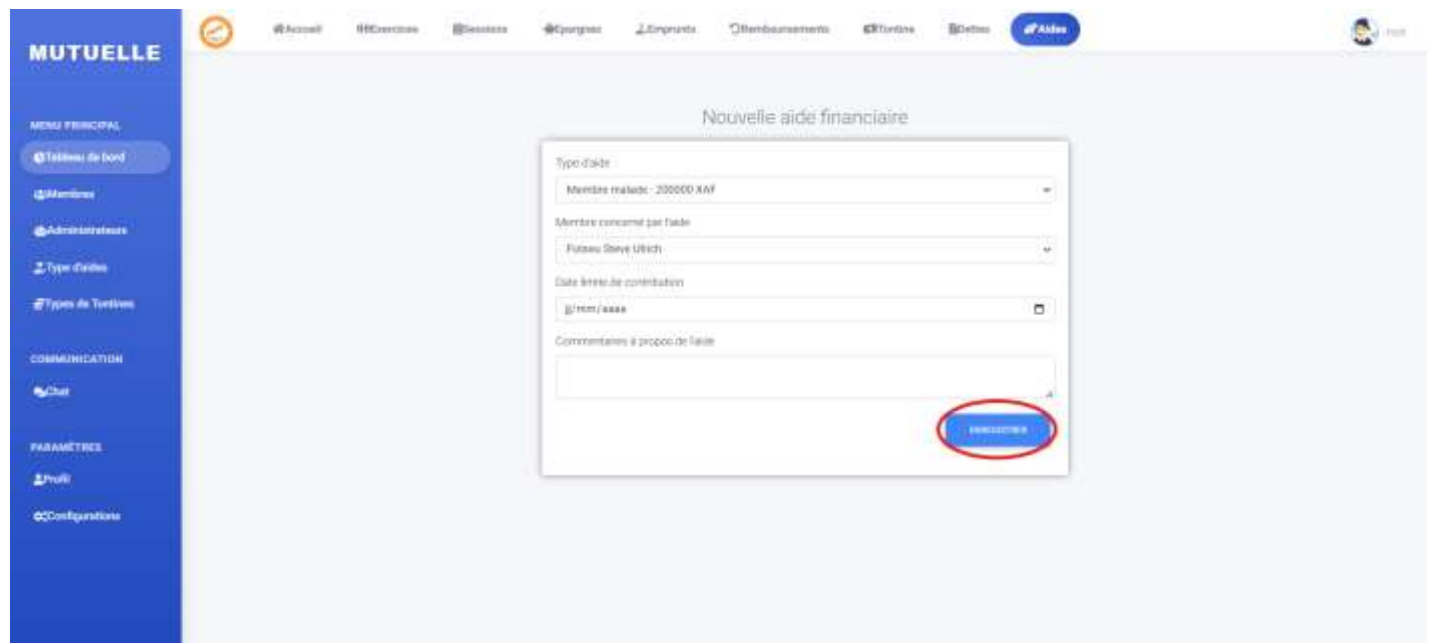 MUTUELLE
Accueil Exercices Sessions Epargnes Emprunts Remboursements Tontine Dettes Aides root
MENU PRINCIPAL
Tableau de bord
Membres
Administrateurs
Type d'aides
Types de Tontines
COMMUNICATION
Chat
PARAMÈTRES
Profil
Configurations
Nouvelle aide financiaire
Type d'aide
Membre malade - 200000 XAF
Membre concerné par l'aide
Steve Ulrich
Date limite de contribution
jj/mm/aaaa
Commentaires à propos de l'aide
ENREGISTRER